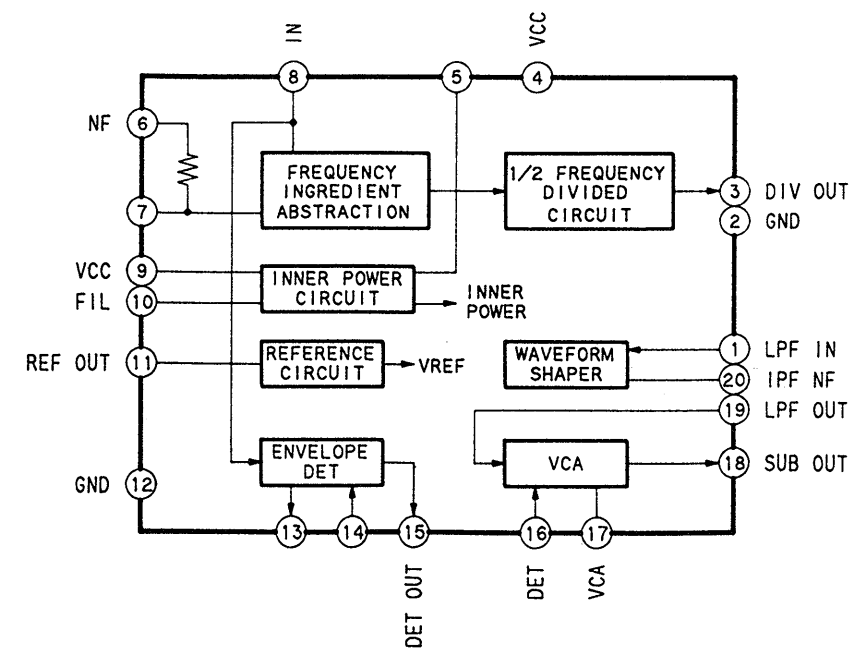 IN
VCC
8
5
4
NF
6
FREQUENCY
INGREDIENT
ABSTRACTION
1/2 FREQUENCY
DIVIDED
CIRCUIT
3
DIV OUT
7
2
GND
VCC
9
INNER POWER
CIRCUIT
FIL
10
INNER
POWER
REF OUT
11
REFERENCE
CIRCUIT
VREF
WAVEFORM
SHAPER
1
LPF IN
20
IPF NF
19
LPF OUT
GND
12
ENVELOPE
DET
VCA
18
SUB OUT
13
14
15
16
17
DET OUT
DET
VCA